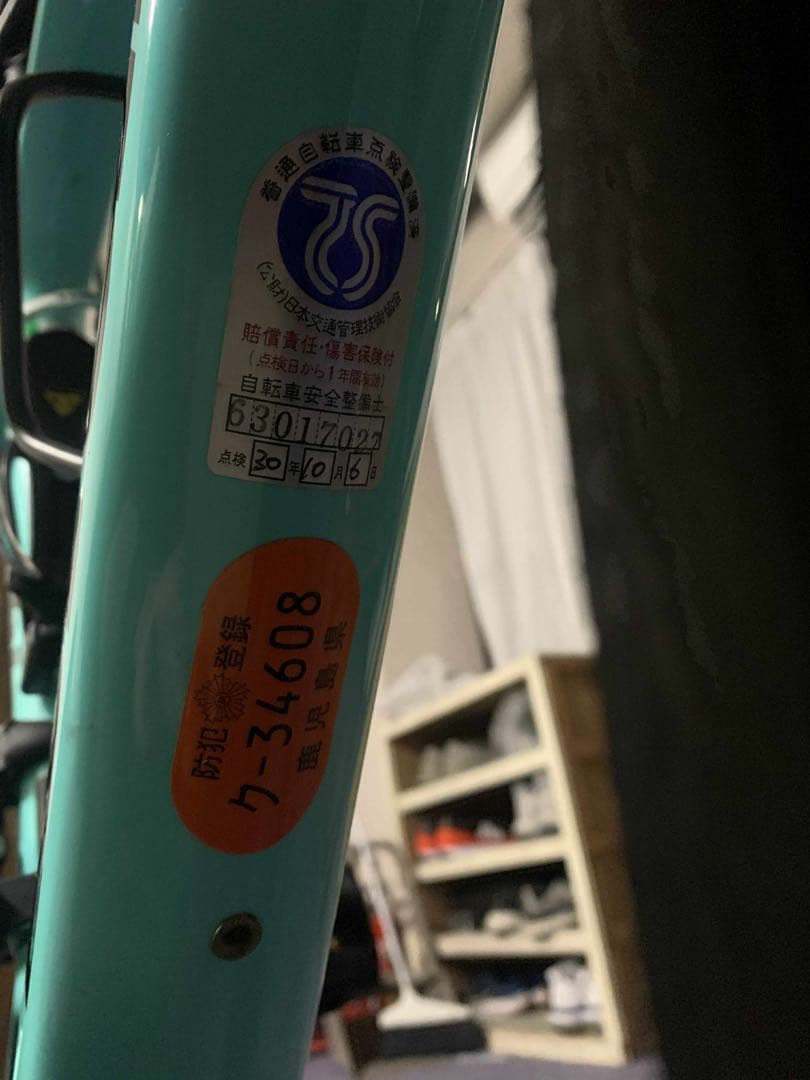 普通自転車点検整備済
TS
(公財)日本交通管理技術協会
賠償責任・傷害保険付
(点検日から1年間有効)
自転車安全整備士
63017027
点検 30 年 10 月 6 日
防犯登録
ケ-34608
鹿児島県